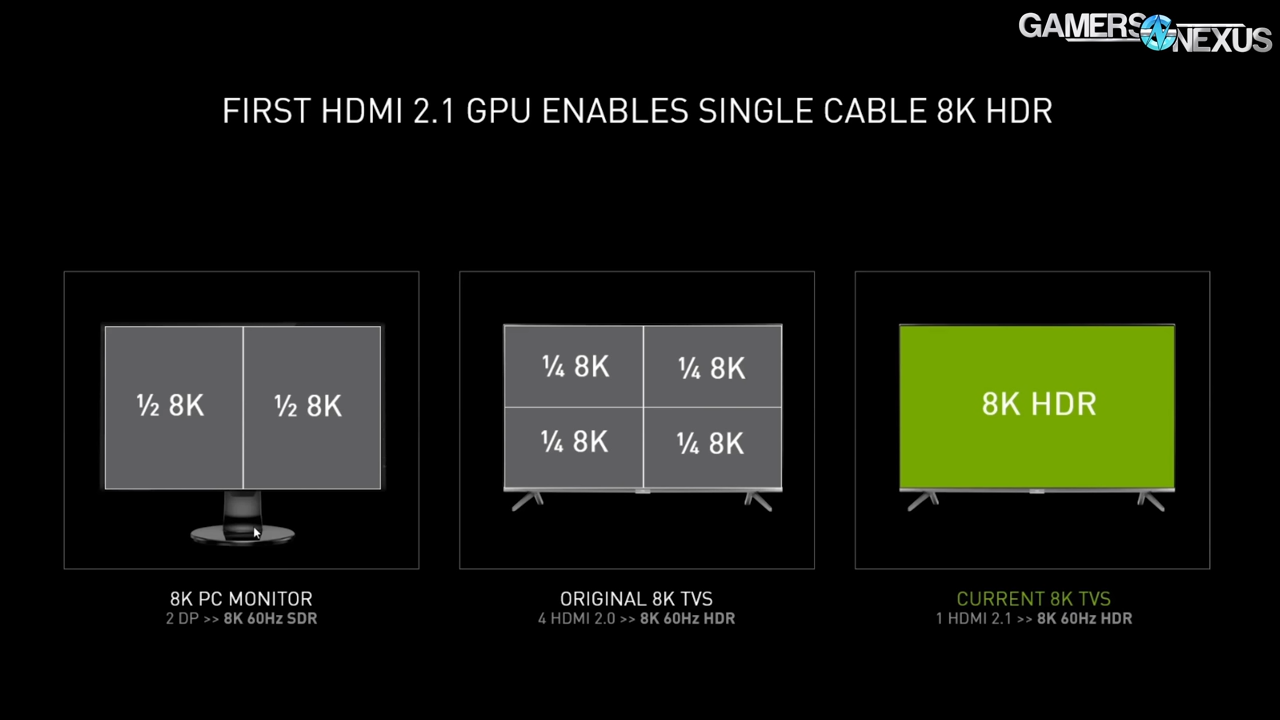 GAMERS NEXUS
FIRST HDMI 2.1 GPU ENABLES SINGLE CABLE 8K HDR
½ 8K
½ 8K
¼ 8K
¼ 8K
¼ 8K
¼ 8K
8K HDR
8K PC MONITOR
2 DP >> 8K 60Hz SDR
ORIGINAL 8K TVS
4 HDMI 2.0 >> 8K 60Hz HDR
CURRENT 8K TVS
1 HDMI 2.1 >> 8K 60Hz HDR